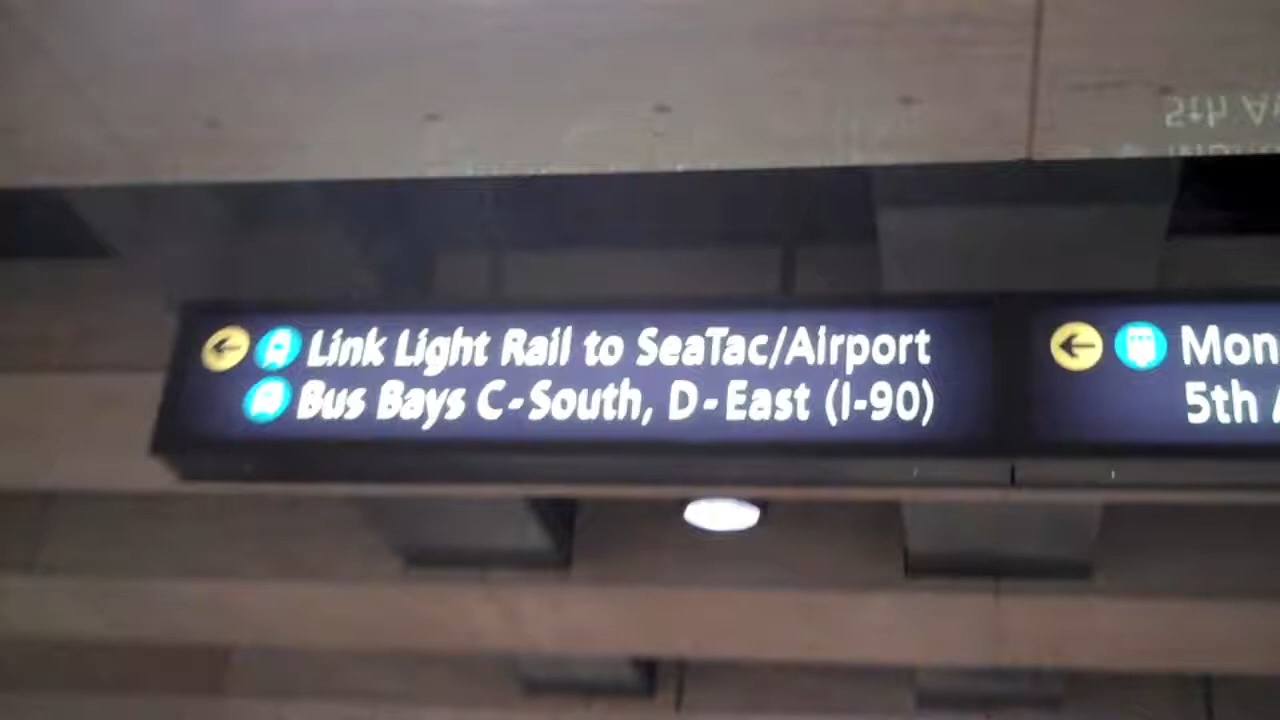 Link Light Rail to SeaTac/Airport
Bus Bays C-South, D-East (I-90)
Mon
5th